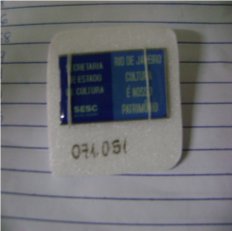 SECRETARIA
DE ESTADO
DE CULTURA
SESC
RIO DE JANEIRO
CULTURA
É NOSSO
PATRIMÔNIO
071.051